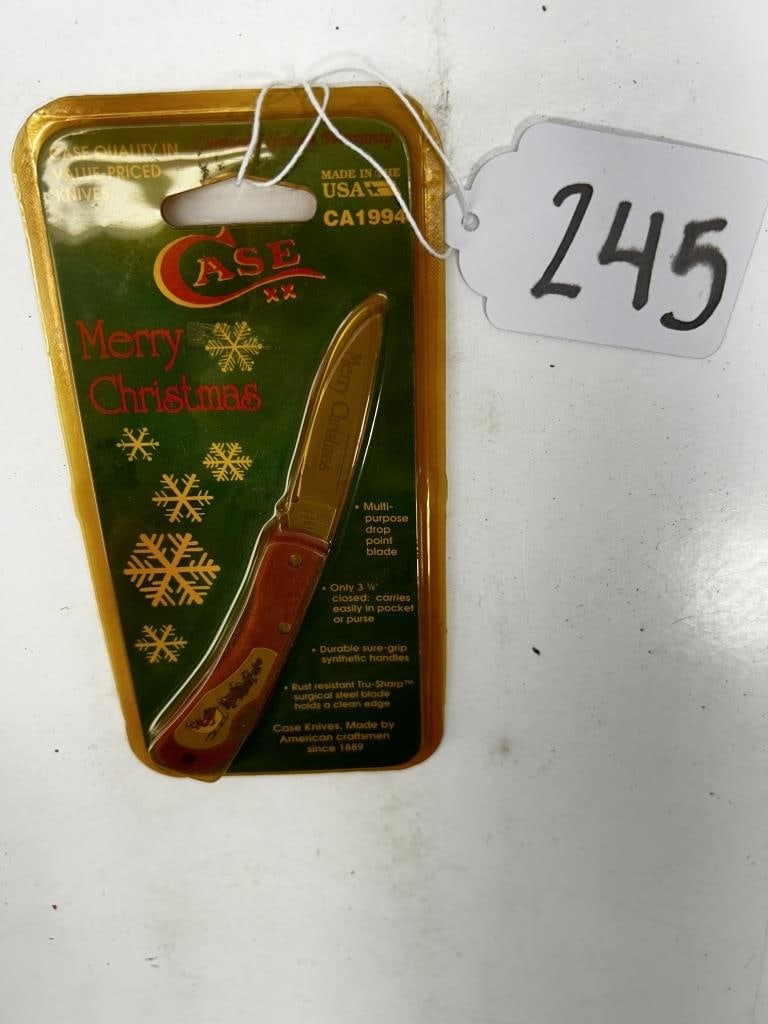 CASE QUALITY IN
VALUE-PRICED
KNIVES
Warranty
MADE IN THE
USA
CA1994
CASE
XX
Merry
Christmas
Merry Christmas
• Multi-
purpose
drop
point
blade
• Only 3 ⅛"
closed: carries
easily in pocket
or purse
• Durable sure-grip
synthetic handles
• Rust resistant Tru-Sharp™
surgical steel blade
holds a clean edge
Case Knives, Made by
American craftsmen
since 1889
245